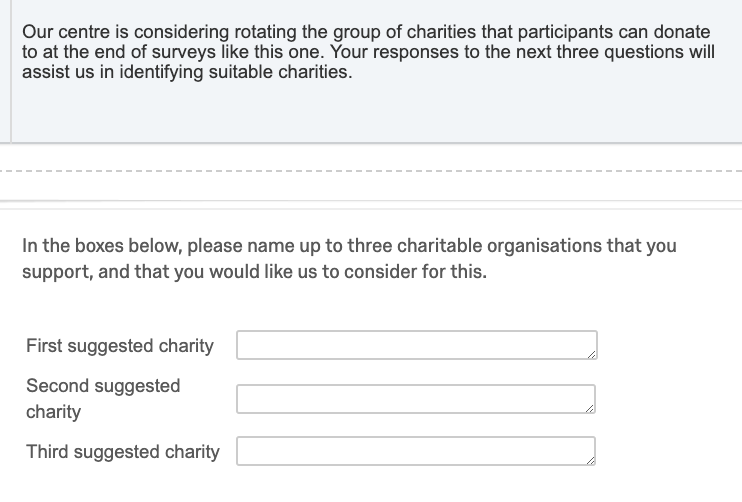 Our centre is considering rotating the group of charities that participants can donate
to at the end of surveys like this one. Your responses to the next three questions will
assist us in identifying suitable charities.
In the boxes below, please name up to three charitable organisations that you
support, and that you would like us to consider for this.
First suggested charity
Second suggested
charity
Third suggested charity